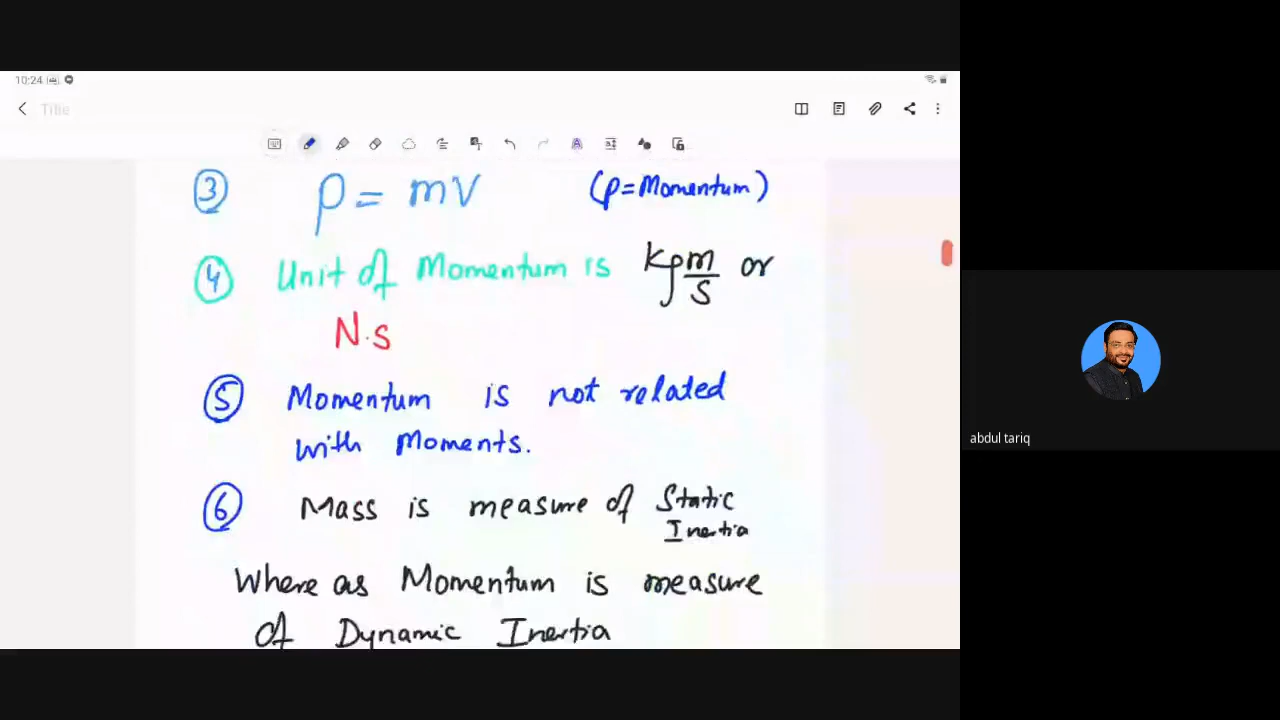 10:24
Title
3 P = mV (P=Momentum)
4 Unit of Momentum is Kg m/s or
N.s
5 Momentum is not related
with Moments.
6 Mass is measure of Static
Inertia
Where as Momentum is measure
of Dynamic Inertia
abdul tariq